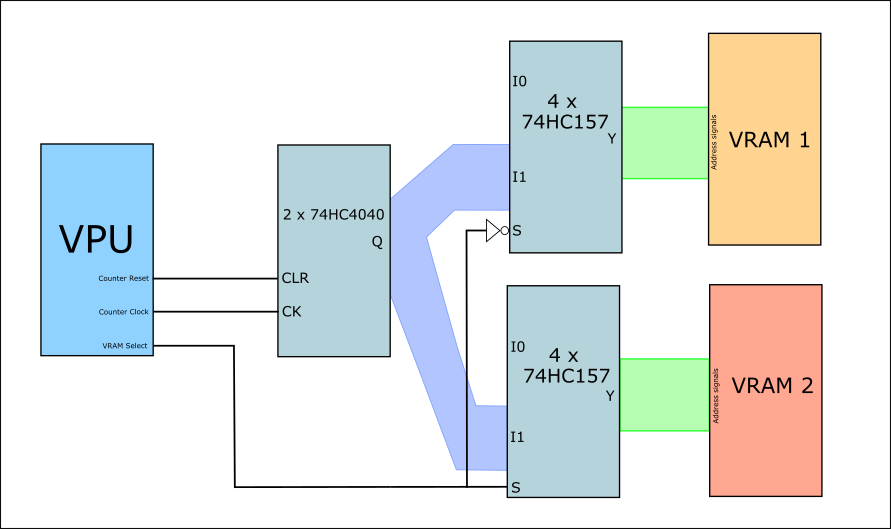 VPU
Counter Reset
Counter Clock
VRAM Select
2 x 74HC4040
Q
CLR
CK
I0
4 x
74HC157
Y
I1
S
Address signals
VRAM 1
I0
4 x
74HC157
Y
I1
S
Address signals
VRAM 2